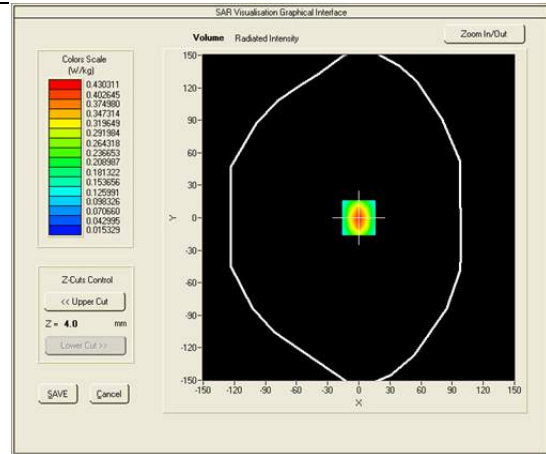 SAR Visualisation Graphical Interface
Volume Radiated Intensity
Zoom In/Out
Colors Scale
(W/kg)
0.430311
0.402645
0.374980
0.347314
0.319649
0.291984
0.264318
0.236653
0.208987
0.181322
0.153656
0.125991
0.098326
0.070660
0.042995
0.015329
Z-Cuts Control
<< Upper Cut
Z = 4.0 mm
Lower Cut >>
SAVE Cancel
150
120
90
60
30
0
-30
-60
-90
-120
-150
Y
-150 -120 -90 -60 -30 0 30 60 90 120 150
X